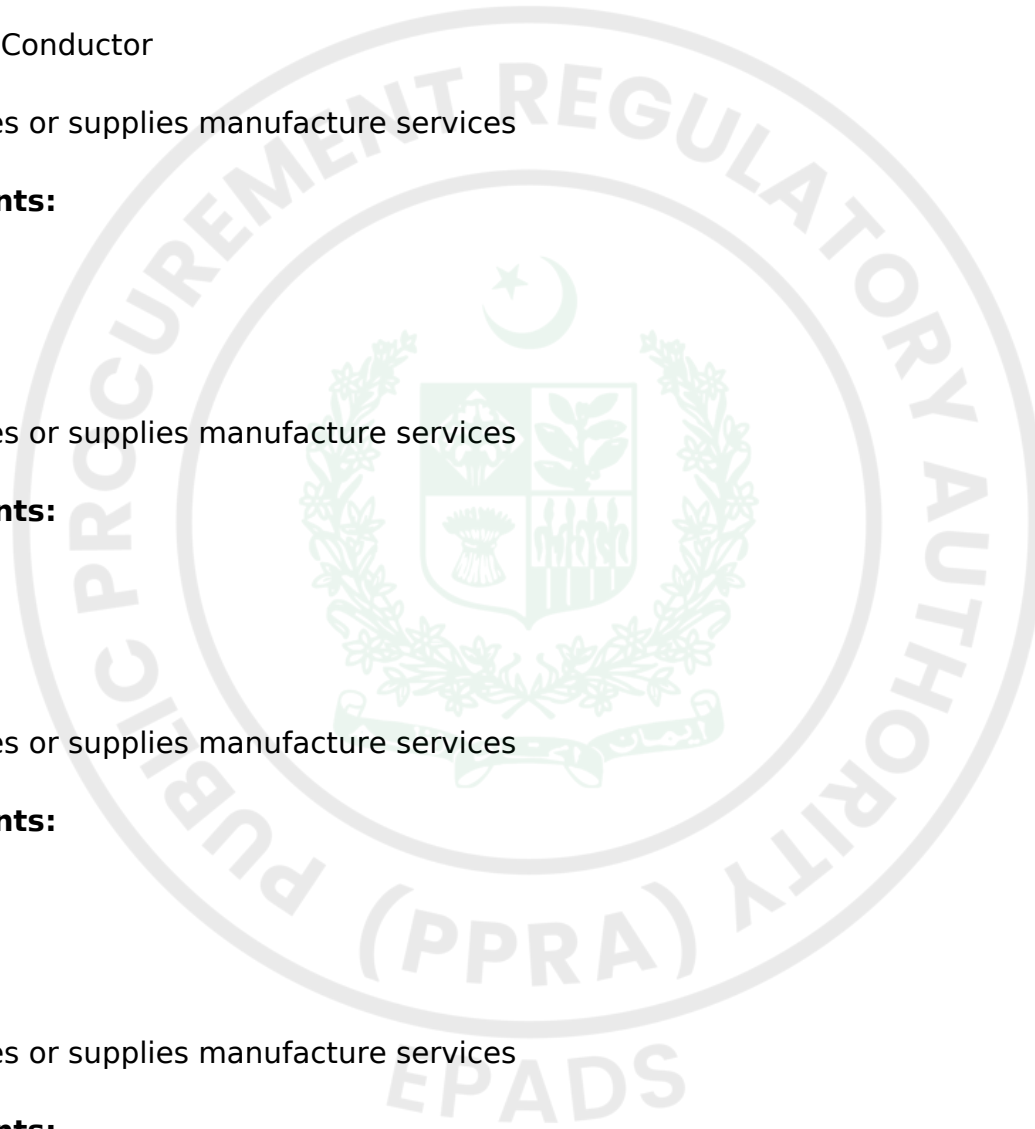 Conductor
es or supplies manufacture services
nts:
es or supplies manufacture services
nts:
es or supplies manufacture services
nts:
es or supplies manufacture services
nts:
PUBLIC PROCUREMENT REGULATORY AUTHORITY
(PPRA)
EPADS